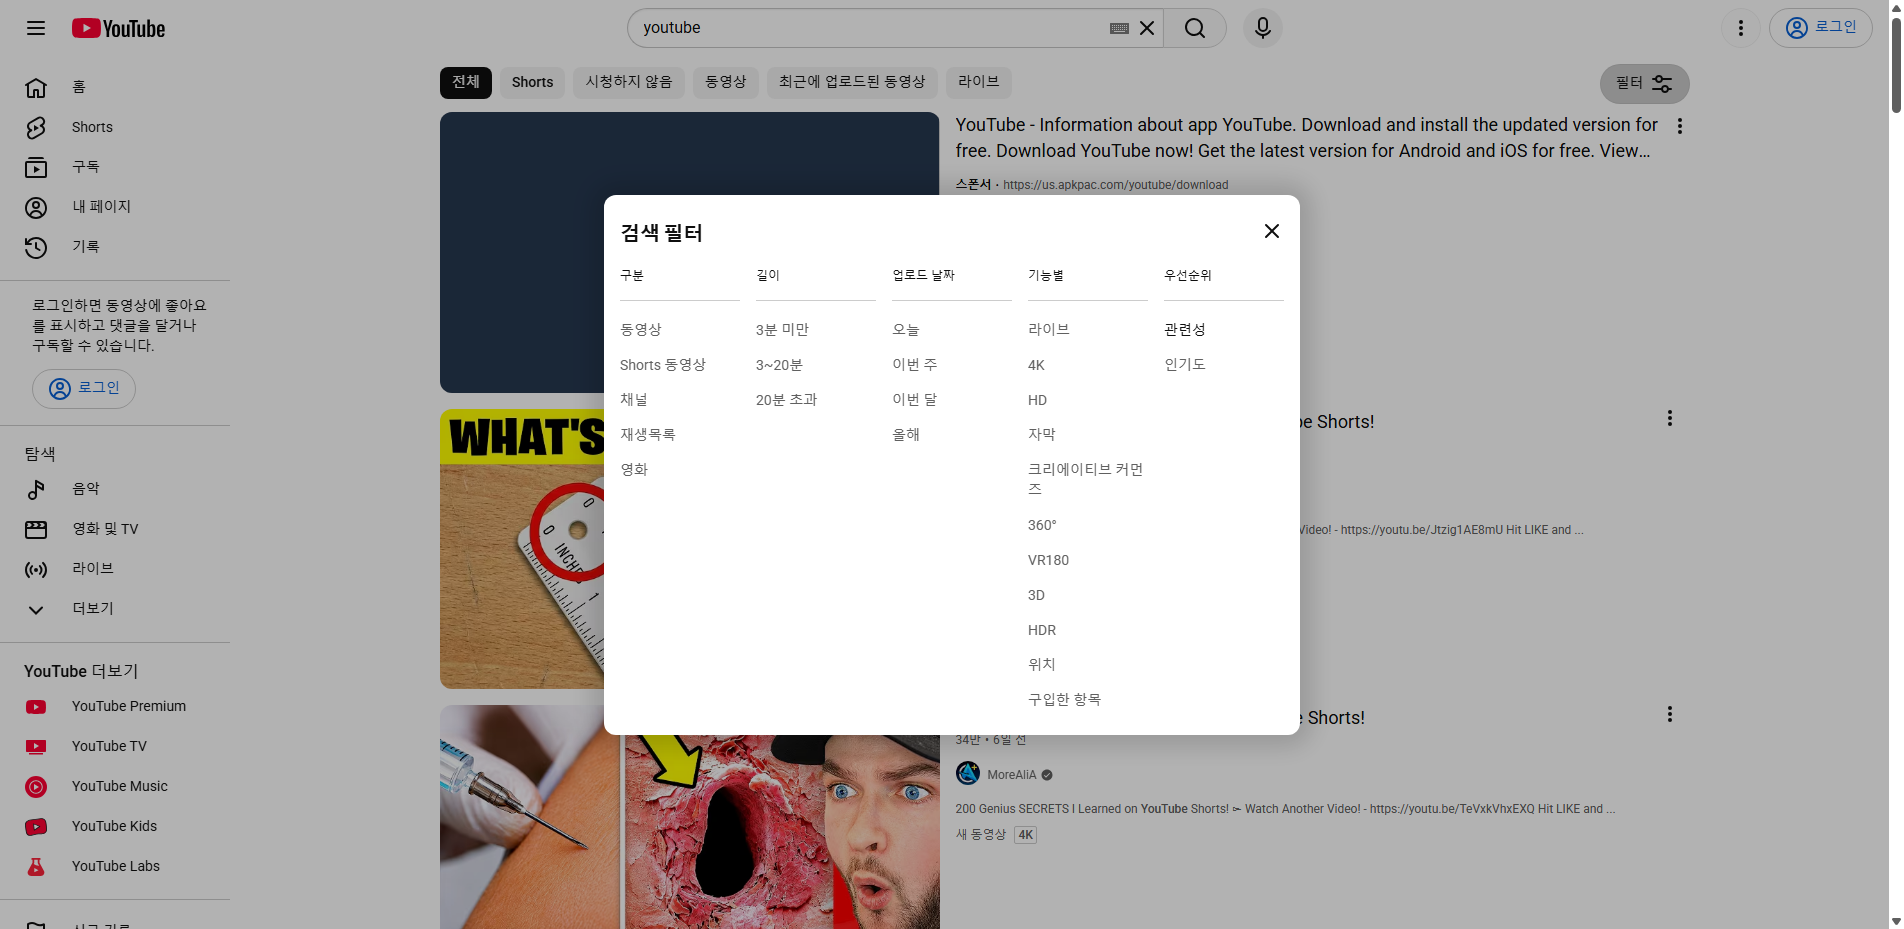 YouTube
youtube
로그인
홈
Shorts
구독
내 페이지
기록
로그인하면 동영상에 좋아요
를 표시하고 댓글을 달거나
구독할 수 있습니다.
로그인
탐색
음악
영화 및 TV
라이브
더보기
YouTube 더보기
YouTube Premium
YouTube TV
YouTube Music
YouTube Kids
YouTube Labs
전체
Shorts
시청하지 않음
동영상
최근에 업로드된 동영상
라이브
필터
YouTube - Information about app YouTube. Download and install the updated version for
free. Download YouTube now! Get the latest version for Android and iOS for free. View...
스폰서 · https://us.apkpac.com/youtube/download
검색 필터
구분
동영상
Shorts 동영상
채널
재생목록
영화
길이
3분 미만
3~20분
20분 초과
업로드 날짜
오늘
이번 주
이번 달
올해
기능별
라이브
4K
HD
자막
크리에이티브 커먼
즈
360°
VR180
3D
HDR
위치
구입한 항목
우선순위
관련성
인기도
WHAT'S
0
0
INCHES
1
be Shorts!
Video! - https://youtu.be/Jtzig1AE8mU Hit LIKE and ...
e Shorts!
34만 • 6일 전
MoreAliA
200 Genius SECRETS I Learned on YouTube Shorts! ➼ Watch Another Video! - https://youtu.be/TeVxkVhxEXQ Hit LIKE and ...
새 동영상
4K